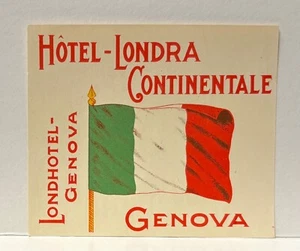 HÔTEL-LONDRA
CONTINENTALE
LONDHOTEL-
GENOVA
GENOVA